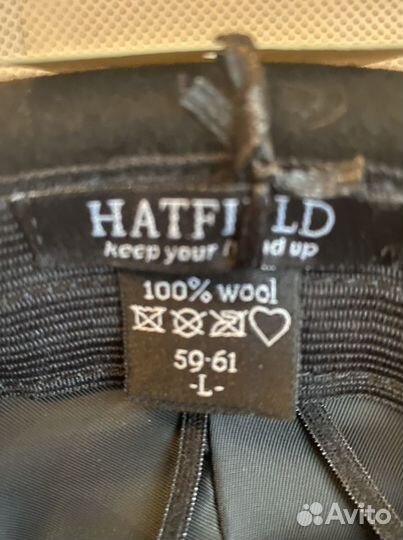 HATFIELD
keep your up
100% wool
59-61
-L-
Avito